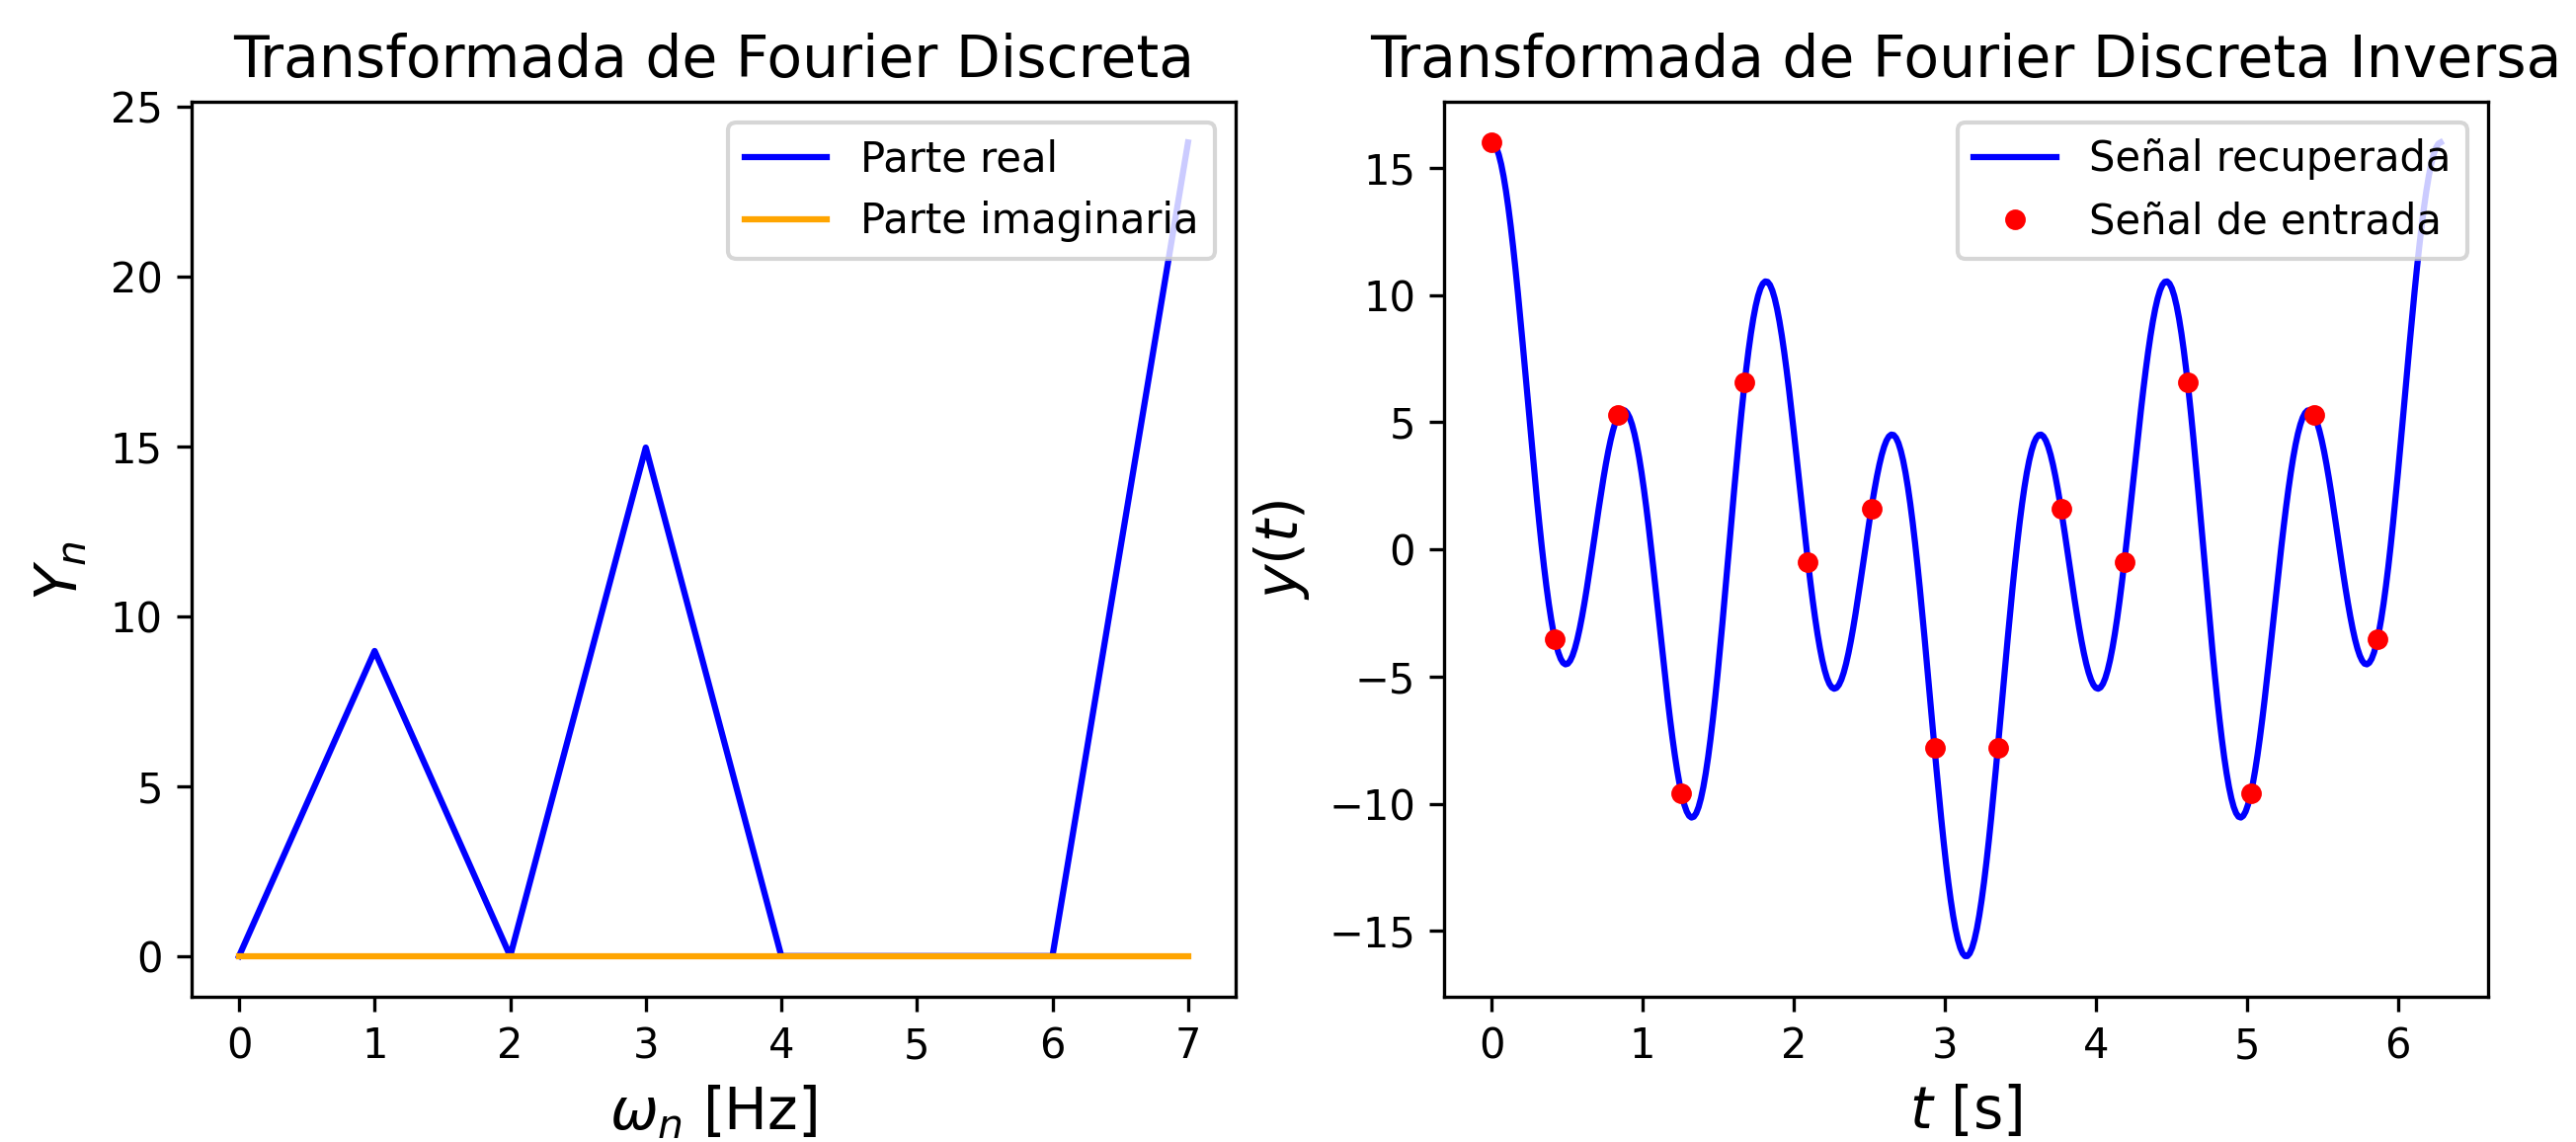 Transformada de Fourier Discreta
25
20
15
10
5
0
Y_n
Parte real
Parte imaginaria
0 1 2 3 4 5 6 7
ω_n [Hz]
Transformada de Fourier Discreta Inversa
15
10
5
0
−5
−10
−15
y(t)
Señal recuperada
Señal de entrada
0 1 2 3 4 5 6
t [s]